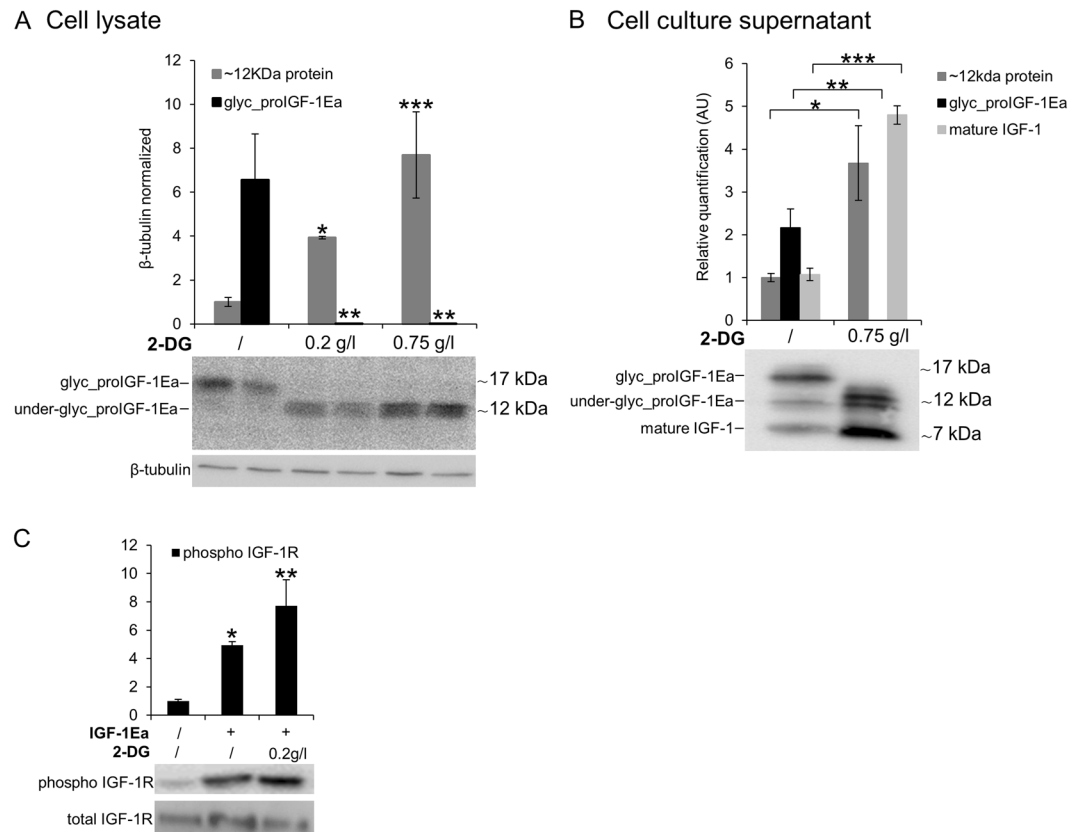 A Cell lysate
12
10
8
6
4
2
0
β-tubulin normalized
~12KDa protein
glyc_proIGF-1Ea
*
**
***
**
2-DG / 0.2 g/l 0.75 g/l
glyc_proIGF-1Ea
under-glyc_proIGF-1Ea
β-tubulin
~17 kDa
~12 kDa
B Cell culture supernatant
6
5
4
3
2
1
0
Relative quantification (AU)
***
**
*
~12kda protein
glyc_proIGF-1Ea
mature IGF-1
2-DG / 0.75 g/l
glyc_proIGF-1Ea
under-glyc_proIGF-1Ea
mature IGF-1
~17 kDa
~12 kDa
~7 kDa
C
12
10
8
6
4
2
0
phospho IGF-1R
*
**
IGF-1Ea / + +
2-DG / / 0.2g/l
phospho IGF-1R
total IGF-1R